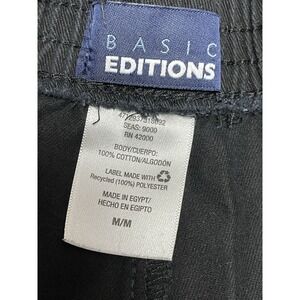 BASIC
EDITIONS
SEAS: 9000
RN 42000
BODY/CUERPO:
100% COTTON/ALGODÓN
LABEL MADE WITH
Recycled (100%) POLYESTER
MADE IN EGYPT/
HECHO EN EGIPTO
M/M